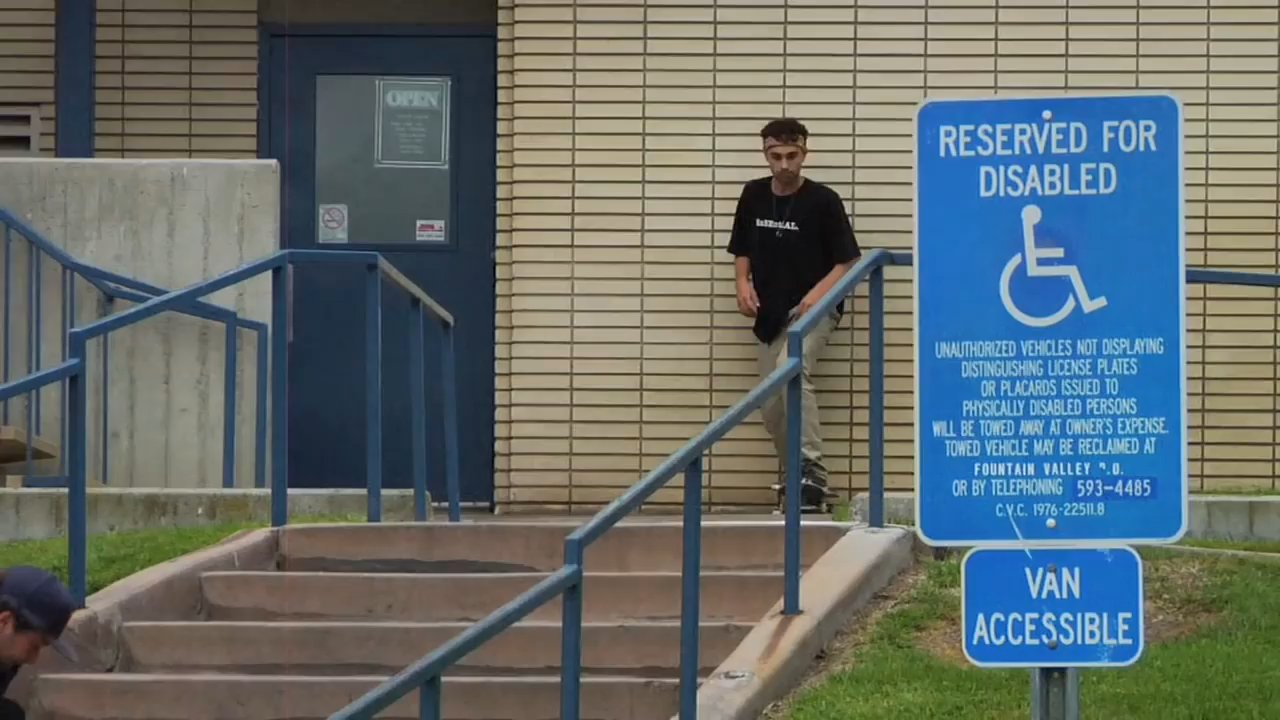 OPEN
RESERVED FOR
DISABLED
UNAUTHORIZED VEHICLES NOT DISPLAYING
DISTINGUISHING LICENSE PLATES
OR PLACARDS ISSUED TO
PHYSICALLY DISABLED PERSONS
WILL BE TOWED AWAY AT OWNER'S EXPENSE.
TOWED VEHICLE MAY BE RECLAIMED AT
FOUNTAIN VALLEY P.D.
OR BY TELEPHONING 593-4485
C.V.C. 1976-22511.8
VAN
ACCESSIBLE